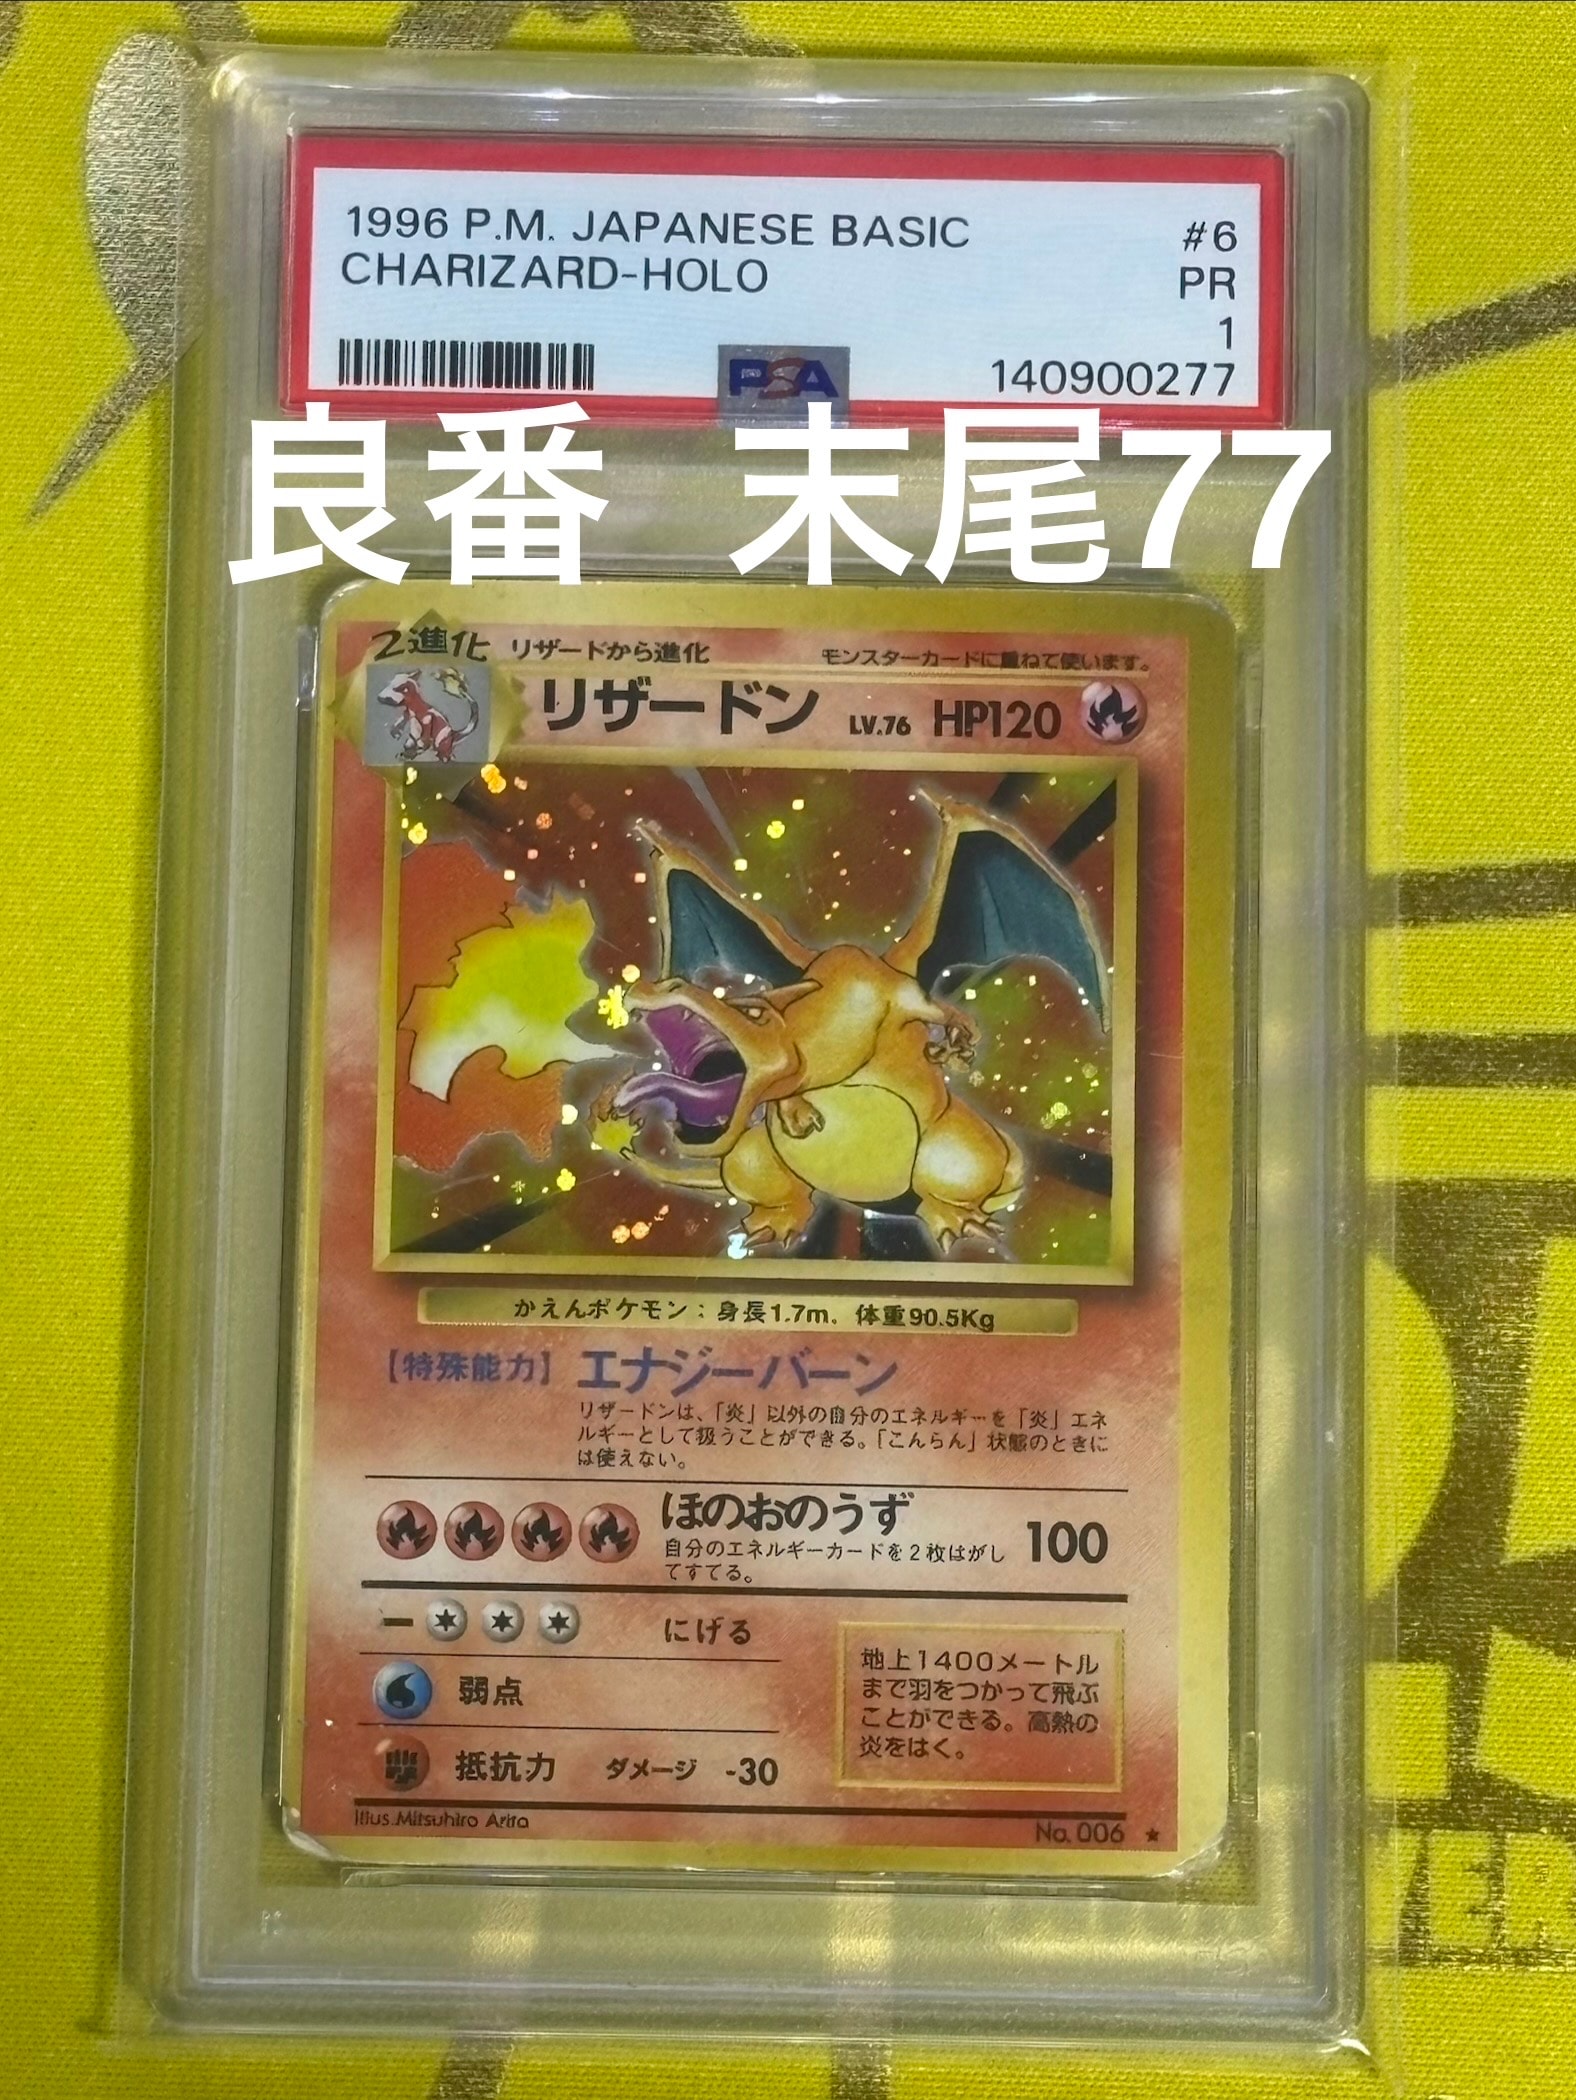 1996 P.M. JAPANESE BASIC #6
CHARIZARD-HOLO PR
1
PSA 140900277
良番 末尾77
2進化 リザードから進化 モンスターカードに重ねて使います。
リザードン LV.76 HP120
かえんポケモン：身長1.7m, 体重90.5Kg
【特殊能力】エナジーバーン
リザードンは、「炎」以外の自分のエネルギーを「炎」エネ
ルギーとして扱うことができる。「こんらん」状態のときに
は使えない。
ほのおのうず 100
自分のエネルギーカードを2枚はがし
てすてる。
にげる
弱点
抵抗力 ダメージ -30
地上1400メートル
まで羽をつかって飛ぶ
ことができる。高熱の
炎をはく。
Illus.Mitsuhiro Arita
No.006 ★